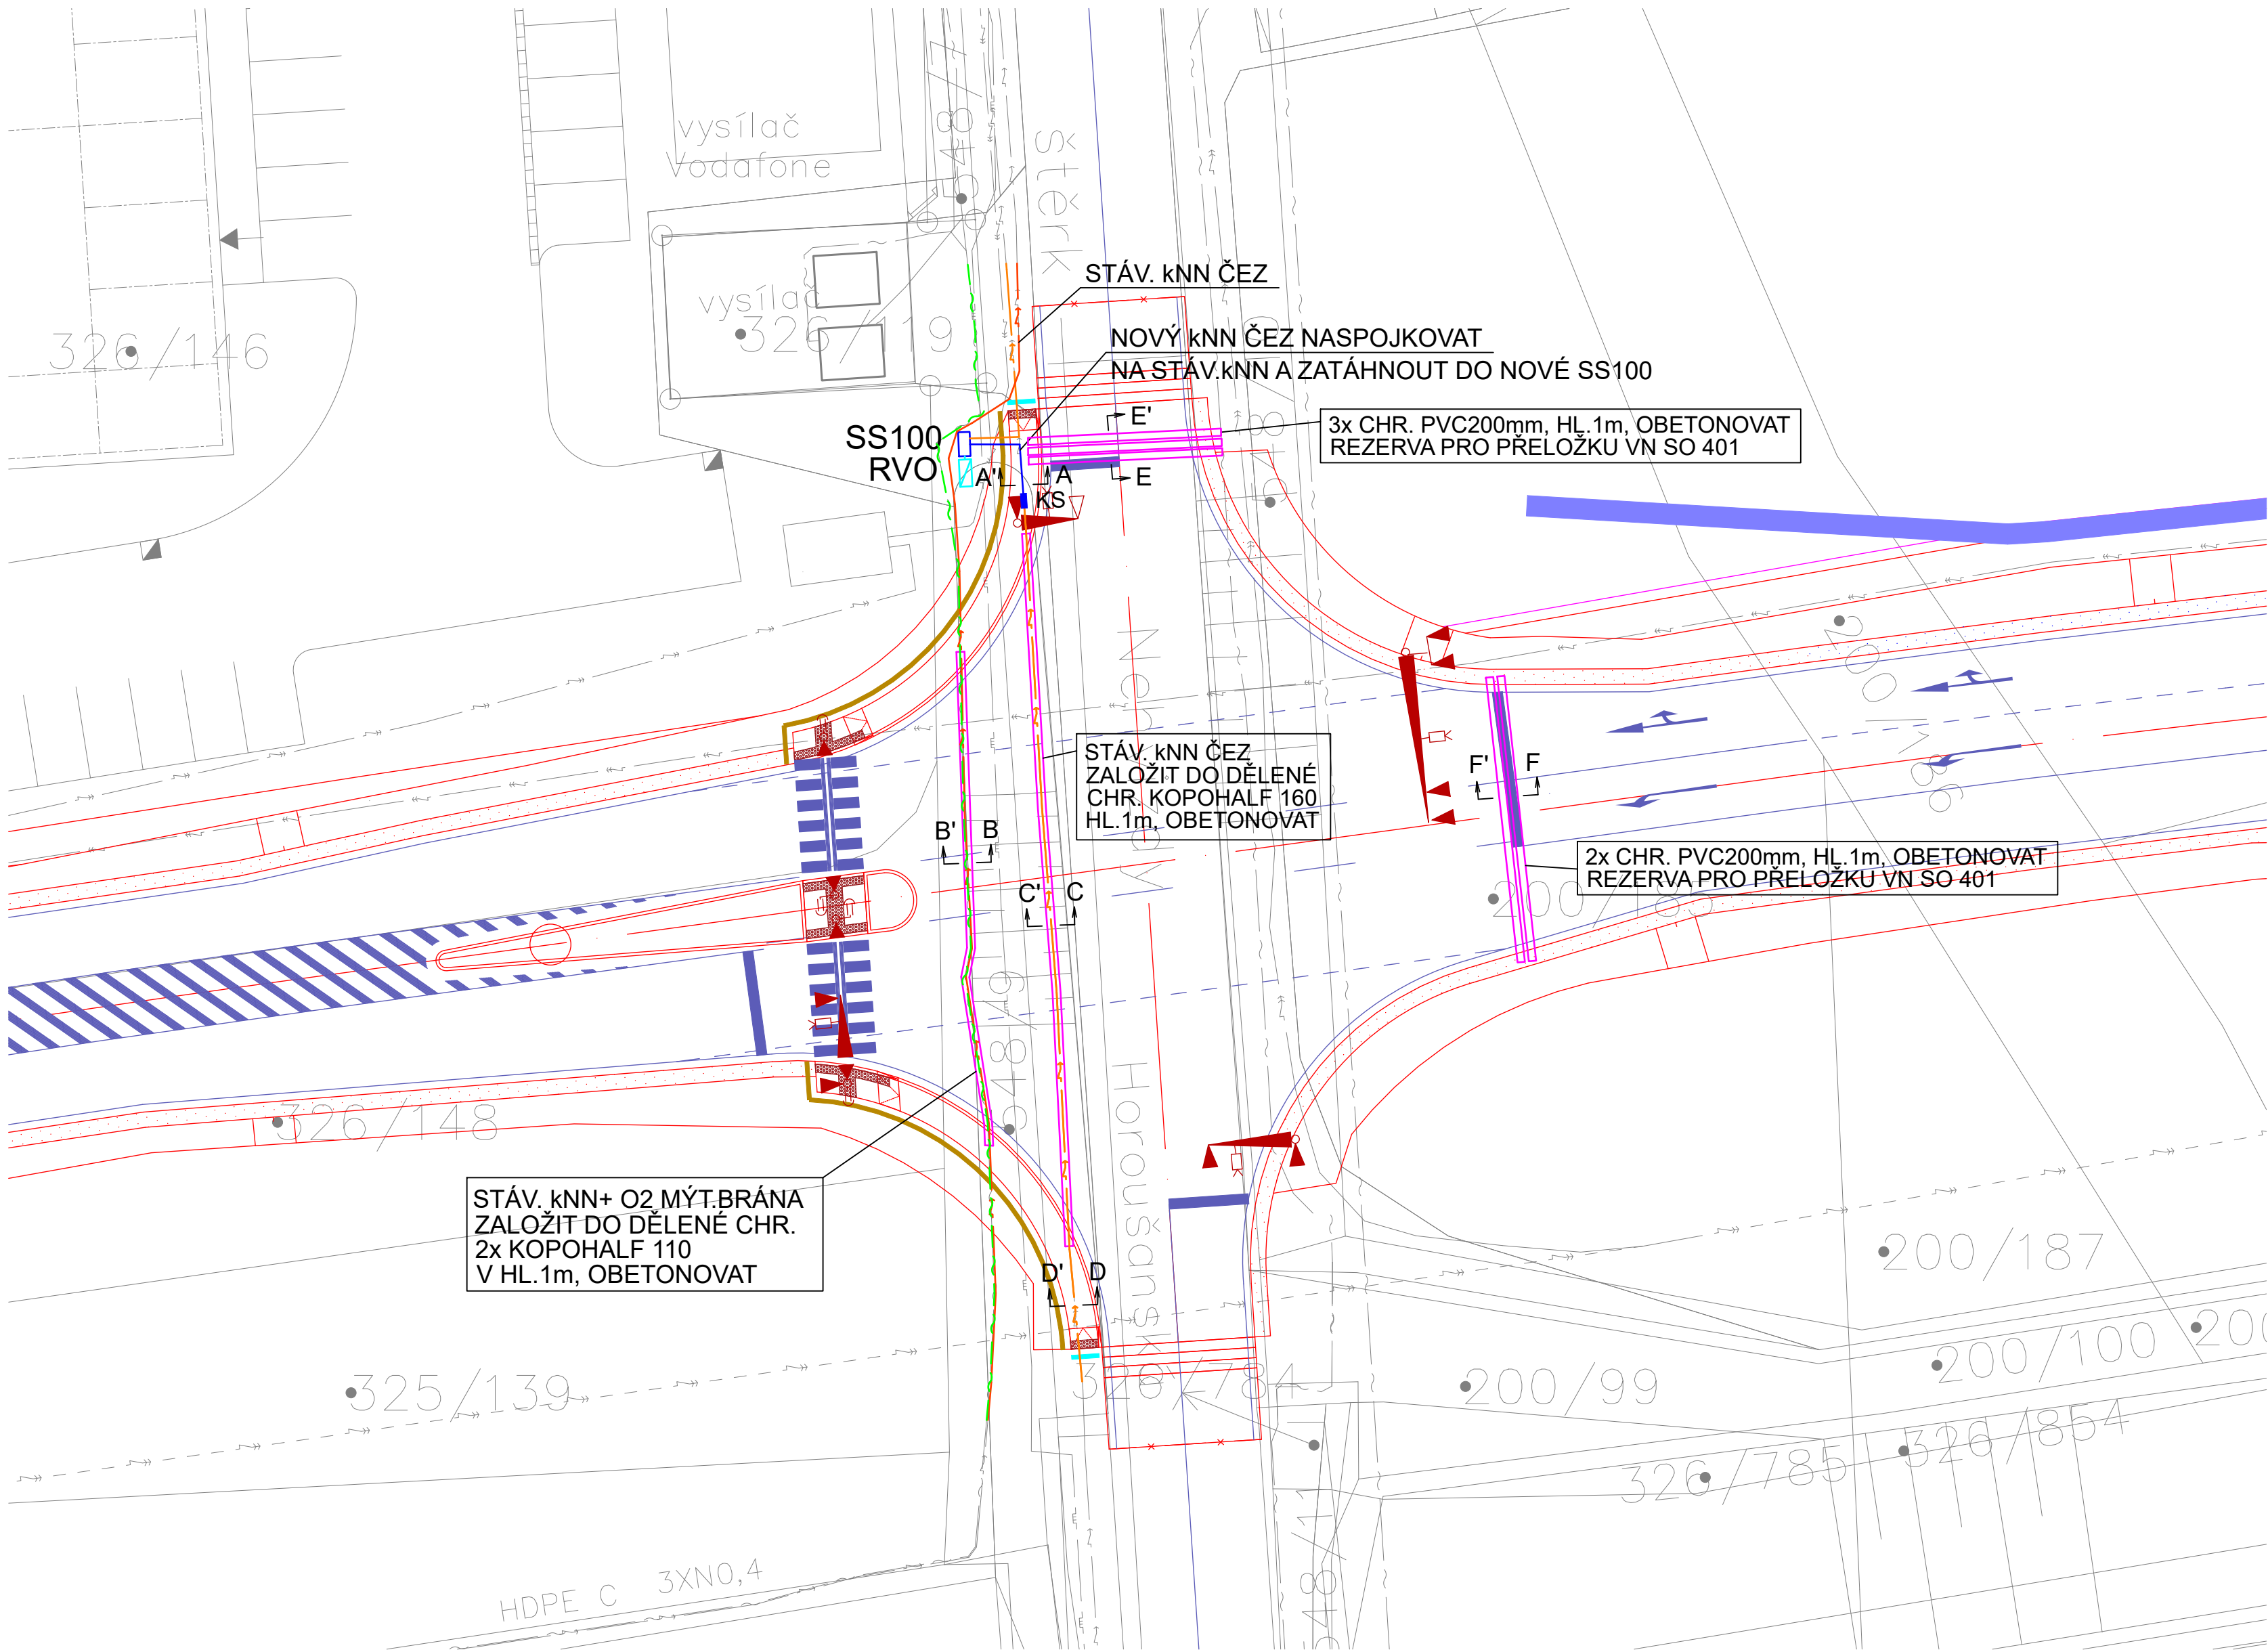 vysílač
Vodafone
Štěrk
vysílač
326/119
326/146
STÁV. kNN ČEZ
NOVÝ kNN ČEZ NASPOJKOVAT
NA STÁV.kNN A ZATÁHNOUT DO NOVÉ SS100
3x CHR. PVC200mm, HL.1m, OBETONOVAT
REZERVA PRO PŘELOŽKU VN SO 401
SS100
RVO
E'
E
A'
A
KS
STÁV. kNN ČEZ
ZALOŽIT DO DĚLENÉ
CHR. KOPOHALF 160
HL.1m, OBETONOVAT
F'
F
B'
B
C'
C
2x CHR. PVC200mm, HL.1m, OBETONOVAT
REZERVA PRO PŘELOŽKU VN SO 401
326/148
STÁV. kNN+ O2 MÝT.BRÁNA
ZALOŽIT DO DĚLENÉ CHR.
2x KOPOHALF 110
V HL.1m, OBETONOVAT
D'
D
200/187
200/100
200/99
325/139
326/784
326/785
326/854
HDPE C 3XN0,4